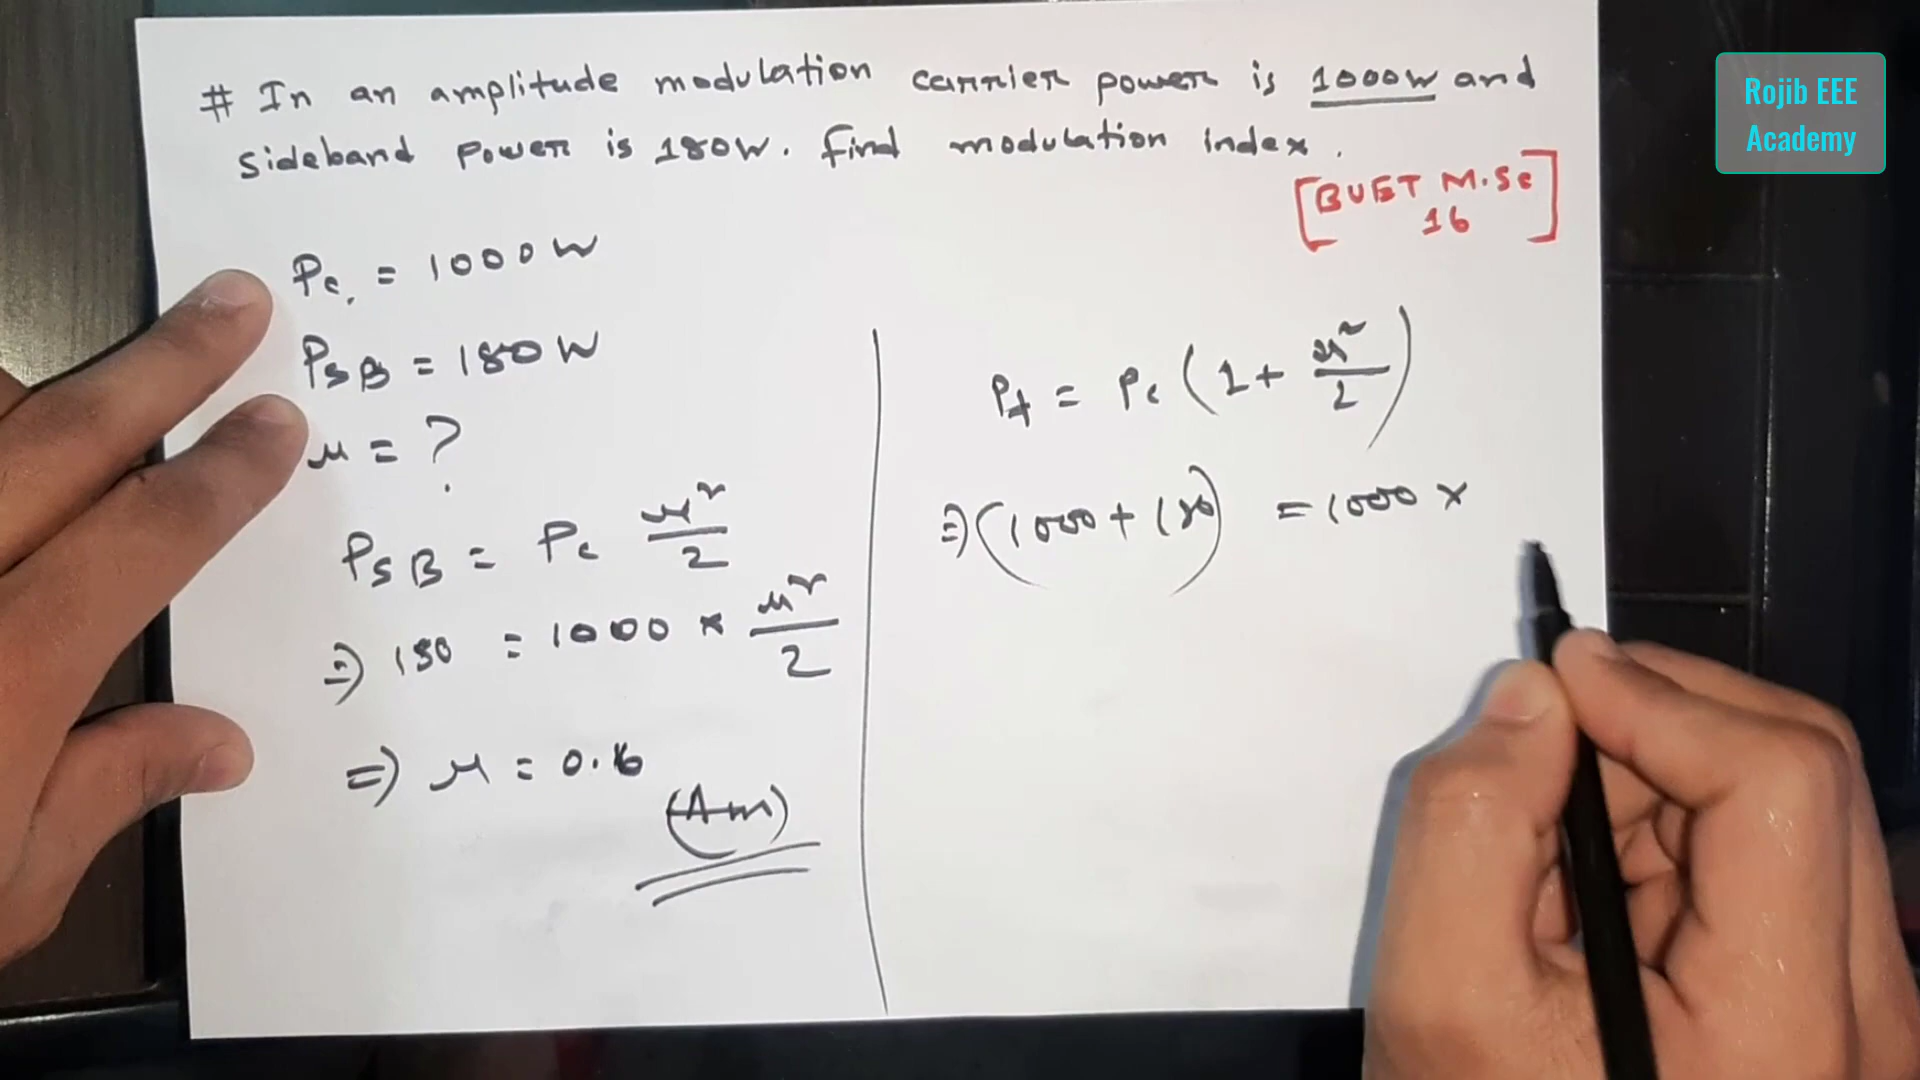 # In an amplitude modulation carrier power is 1000W and
sideband power is 180W. find modulation index.
[BUET M.Sc
16]
Pc = 1000 W
PSB = 180 W
μ = ?
PSB = Pc μ²/2
⇒ 180 = 1000 × μ²/2
⇒ μ = 0.6
(Ans)
Pt = Pc (1 + μ²/2)
⇒ (1000 + 180) = 1000 ×
Rojib EEE
Academy